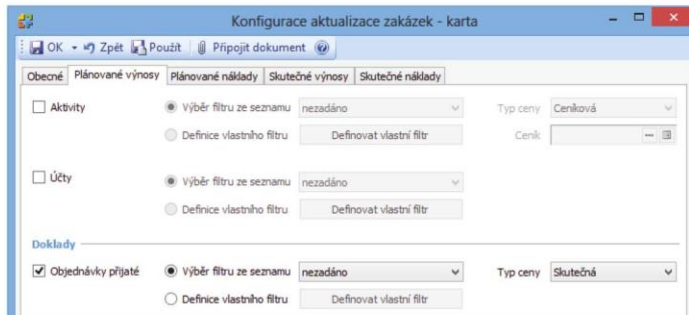 Konfigurace aktualizace zakázek - karta
OK Zpět Použít Připojit dokument
Obecné Plánované výnosy Plánované náklady Skutečné výnosy Skutečné náklady
Aktivity Výběr filtru ze seznamu nezadáno Typ ceny Ceníková
Definice vlastního filtru Definovat vlastní filtr Ceník ...
Účty Výběr filtru ze seznamu nezadáno
Definice vlastního filtru Definovat vlastní filtr
Doklady
Objednávky přijaté Výběr filtru ze seznamu nezadáno Typ ceny Skutečná
Definice vlastního filtru Definovat vlastní filtr